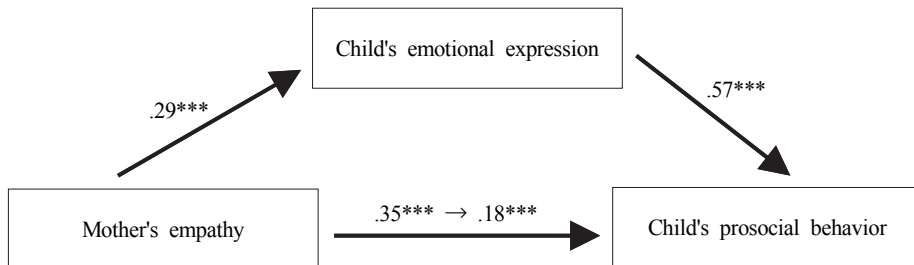 Child's emotional expression
.29***
.57***
Mother's empathy
.35*** → .18***
Child's prosocial behavior